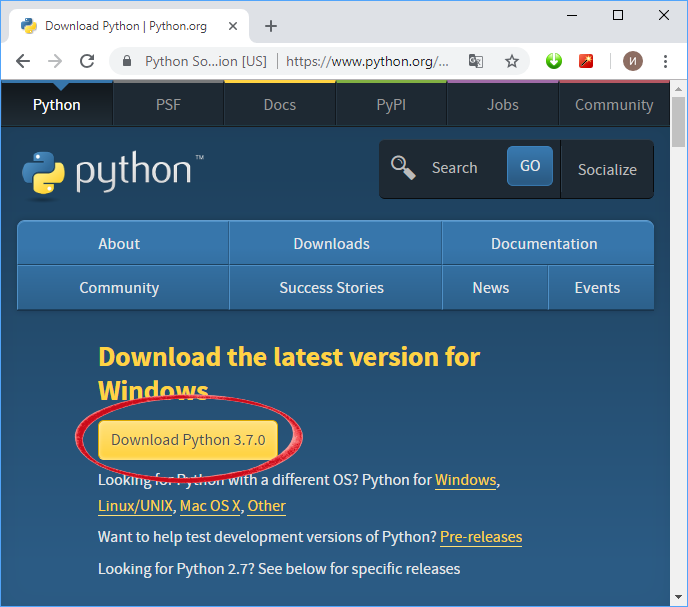 Download Python | Python.org
Python So...ion [US] | https://www.python.org/...
И
Python PSF Docs PyPI Jobs Community
python™
Search GO Socialize
About Downloads Documentation
Community Success Stories News Events
Download the latest version for
Windows
Download Python 3.7.0
Looking for Python with a different OS? Python for Windows,
Linux/UNIX, Mac OS X, Other
Want to help test development versions of Python? Pre-releases
Looking for Python 2.7? See below for specific releases